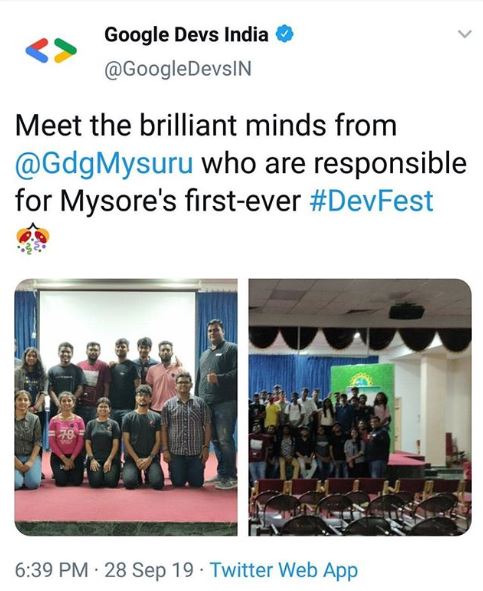 Google Devs India
@GoogleDevsIN
Meet the brilliant minds from
@GdgMysuru who are responsible
for Mysore's first-ever #DevFest
🎊
78
6:39 PM · 28 Sep 19 · Twitter Web App